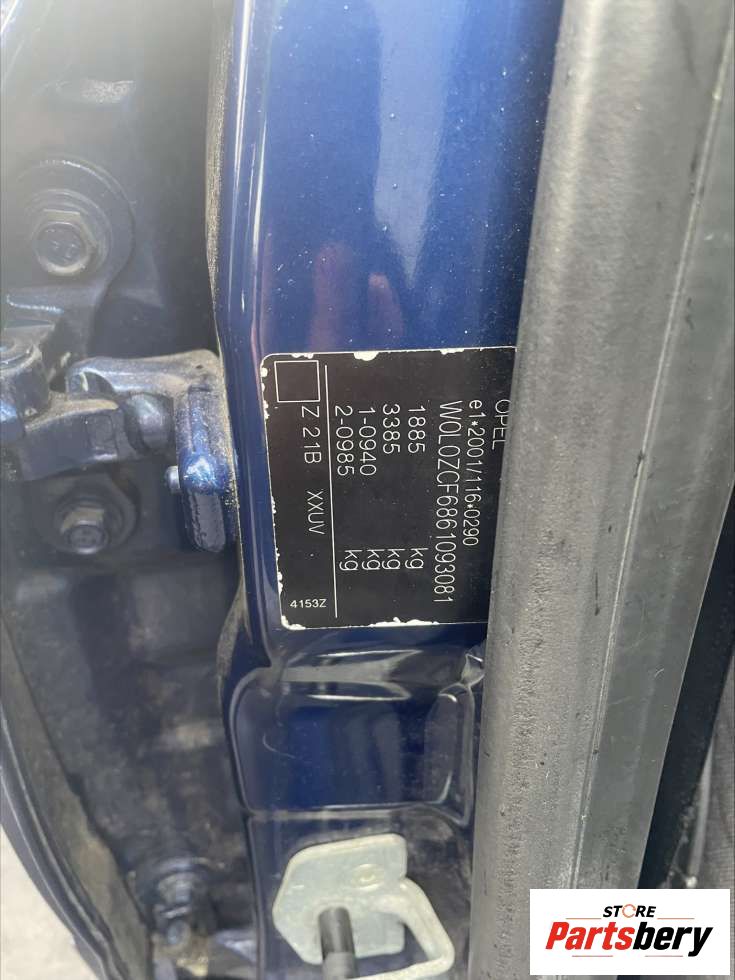 OPEL
e1*2001/116*0290
W0L0ZCF6861093081
1885 kg
3385 kg
1-0940 kg
2-0985 kg
Z 21B XXUV
4153Z
STORE
Partsbery